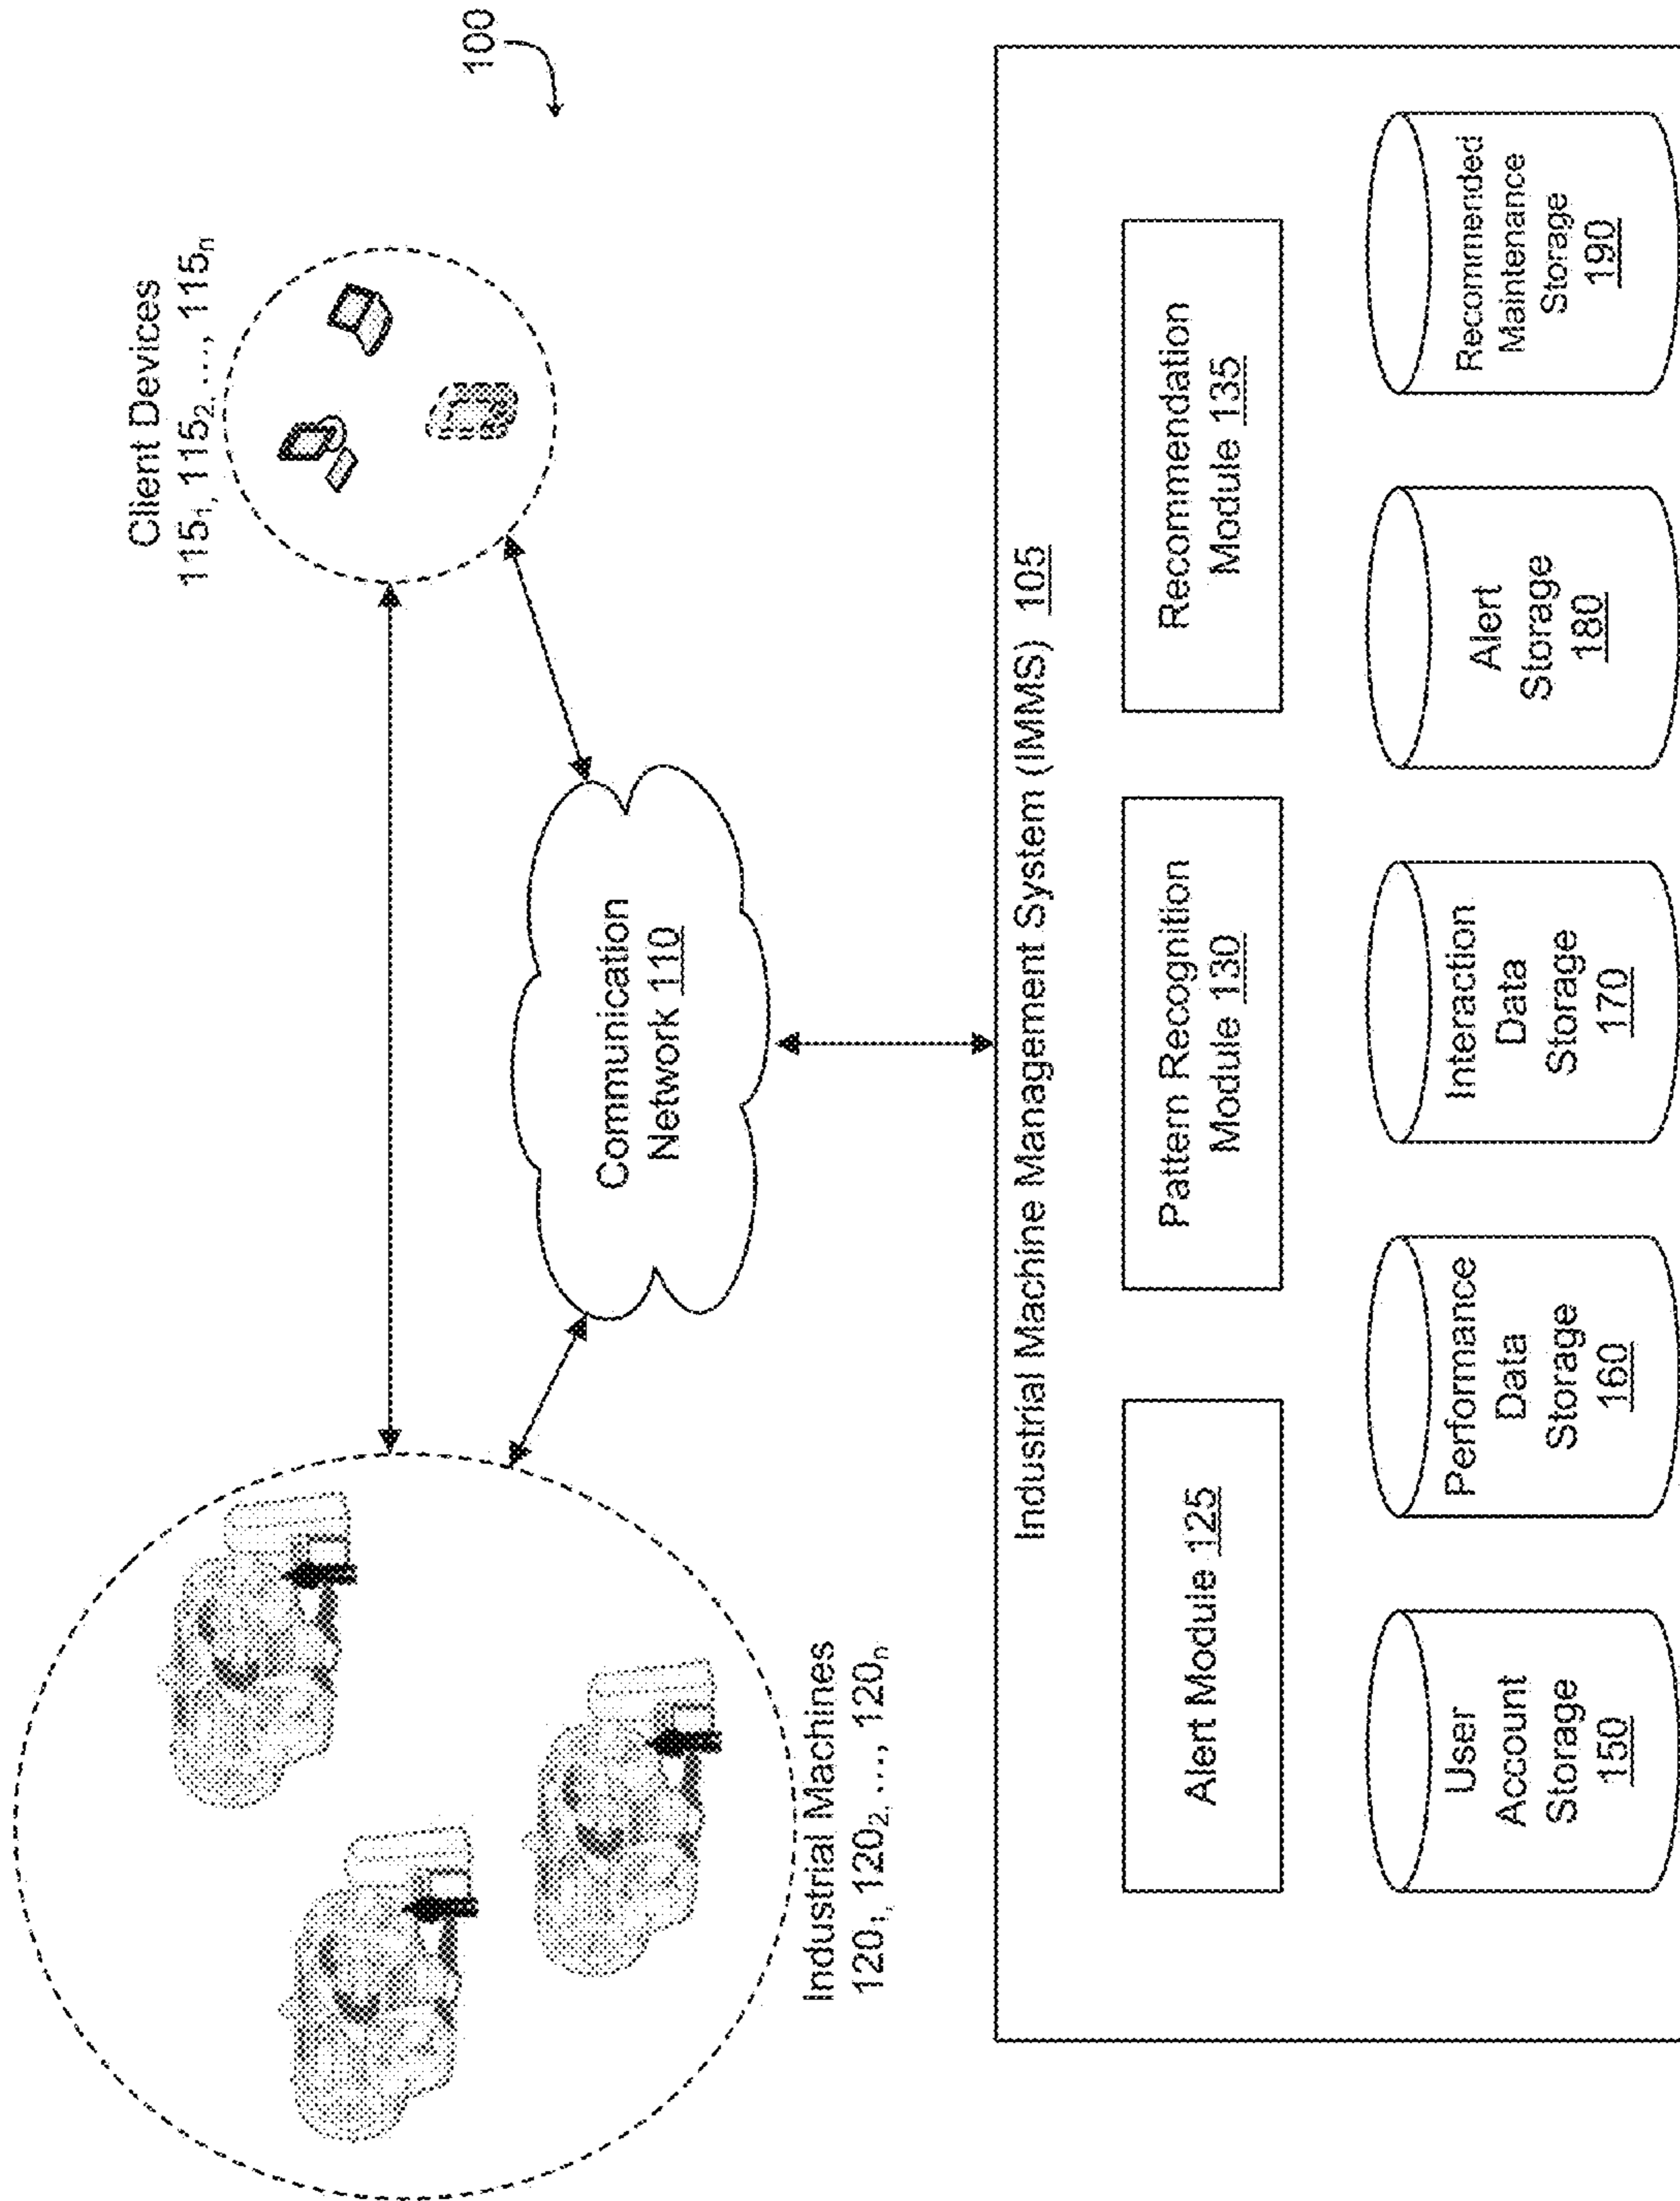 100
Client Devices
115₁, 115₂, ..., 115ₙ
Industrial Machines
120₁, 120₂, ..., 120ₙ
Communication
Network 110
Industrial Machine Management System (IMMS) 105
Alert Module 125
Pattern Recognition
Module 130
Recommendation
Module 135
User
Account
Storage
150
Performance
Data
Storage
160
Interaction
Data
Storage
170
Alert
Storage
180
Recommended
Maintenance
Storage
190